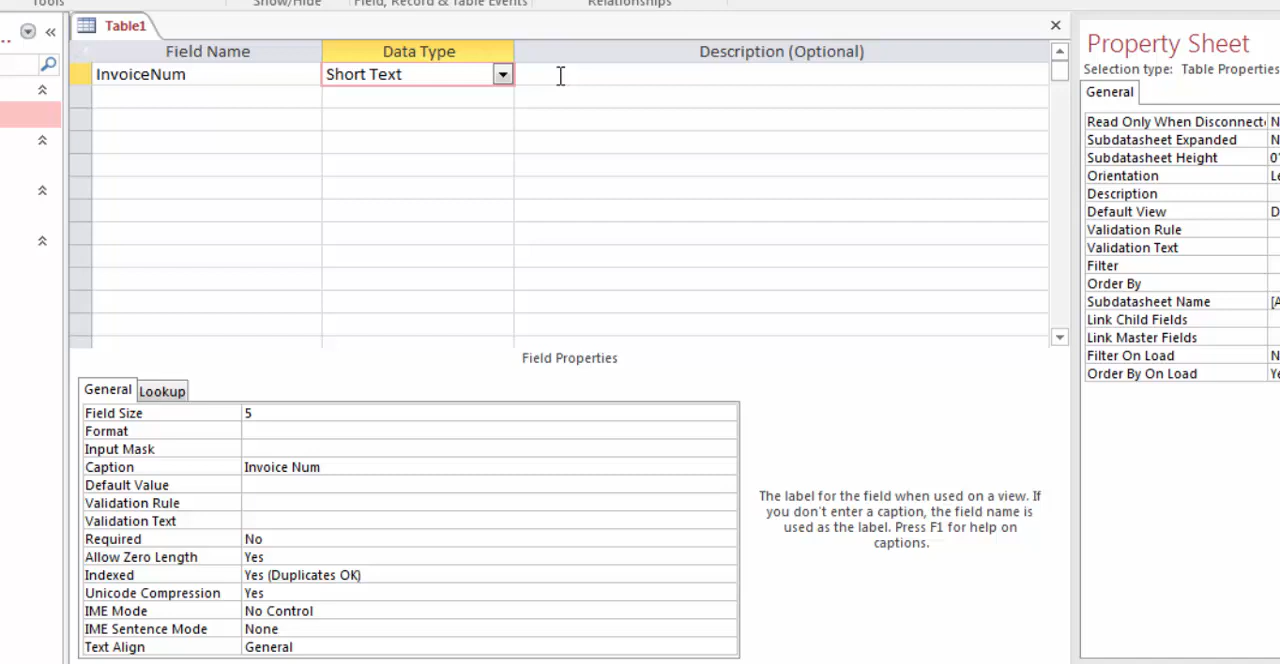 Tools Show/Hide Field, Record & Table Events Relationships
Table1
Field Name Data Type Description (Optional)
InvoiceNum Short Text
Field Properties
General Lookup
Field Size 5
Format
Input Mask
Caption Invoice Num
Default Value
Validation Rule
Validation Text
Required No
Allow Zero Length Yes
Indexed Yes (Duplicates OK)
Unicode Compression Yes
IME Mode No Control
IME Sentence Mode None
Text Align General
The label for the field when used on a view. If
you don't enter a caption, the field name is
used as the label. Press F1 for help on
captions.
Property Sheet
Selection type: Table Properties
General
Read Only When Disconnect
Subdatasheet Expanded
Subdatasheet Height
Orientation
Description
Default View
Validation Rule
Validation Text
Filter
Order By
Subdatasheet Name
Link Child Fields
Link Master Fields
Filter On Load
Order By On Load